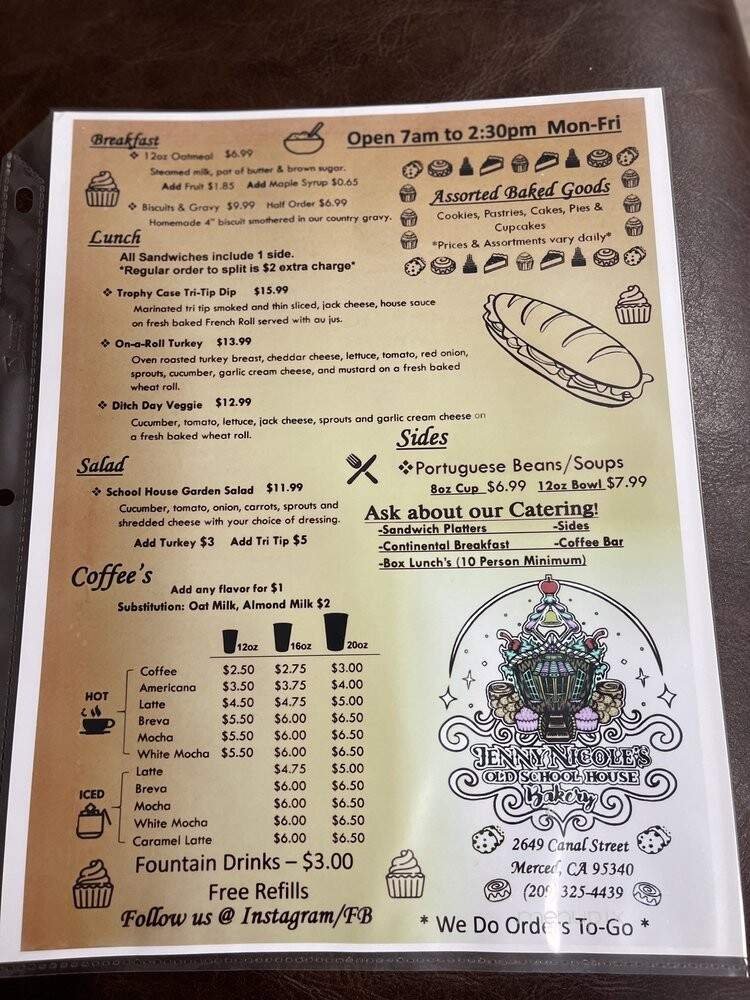 Breakfast
❖ 12oz Oatmeal $6.99
Steamed milk, pat of butter & brown sugar.
Add Fruit $1.85 Add Maple Syrup $0.65
❖ Biscuits & Gravy $9.99 Half Order $6.99
Homemade 4" biscuit smothered in our country gravy.
Open 7am to 2:30pm Mon-Fri
Assorted Baked Goods
Cookies, Pastries, Cakes, Pies &
Cupcakes
*Prices & Assortments vary daily*
Lunch
All Sandwiches include 1 side.
*Regular order to split is $2 extra charge*
❖ Trophy Case Tri-Tip Dip $15.99
Marinated tri tip smoked and thin sliced, jack cheese, house sauce
on fresh baked French Roll served with au jus.
❖ On-a-Roll Turkey $13.99
Oven roasted turkey breast, cheddar cheese, lettuce, tomato, red onion,
sprouts, cucumber, garlic cream cheese, and mustard on a fresh baked
wheat roll.
❖ Ditch Day Veggie $12.99
Cucumber, tomato, lettuce, jack cheese, sprouts and garlic cream cheese on
a fresh baked wheat roll.
Salad
❖ School House Garden Salad $11.99
Cucumber, tomato, onion, carrots, sprouts and
shredded cheese with your choice of dressing.
Add Turkey $3 Add Tri Tip $5
Sides
❖Portuguese Beans/Soups
8oz Cup $6.99 12oz Bowl $7.99
Ask about our Catering!
-Sandwich Platters -Sides
-Continental Breakfast -Coffee Bar
-Box Lunch's (10 Person Minimum)
Coffee's
Add any flavor for $1
Substitution: Oat Milk, Almond Milk $2
12oz 16oz 20oz
HOT
Coffee $2.50 $2.75 $3.00
Americana $3.50 $3.75 $4.00
Latte $4.50 $4.75 $5.00
Breva $5.50 $6.00 $6.50
Mocha $5.50 $6.00 $6.50
White Mocha $5.50 $6.00 $6.50
ICED
Latte $4.75 $5.00
Breva $6.00 $6.50
Mocha $6.00 $6.50
White Mocha $6.00 $6.50
Caramel Latte $6.00 $6.50
Fountain Drinks – $3.00
Free Refills
Follow us @ Instagram/FB
JENNY NICOLE'S
OLD SCHOOL HOUSE
Bakery
2649 Canal Street
Merced, CA 95340
(209 325-4439
* We Do Orders To-Go *